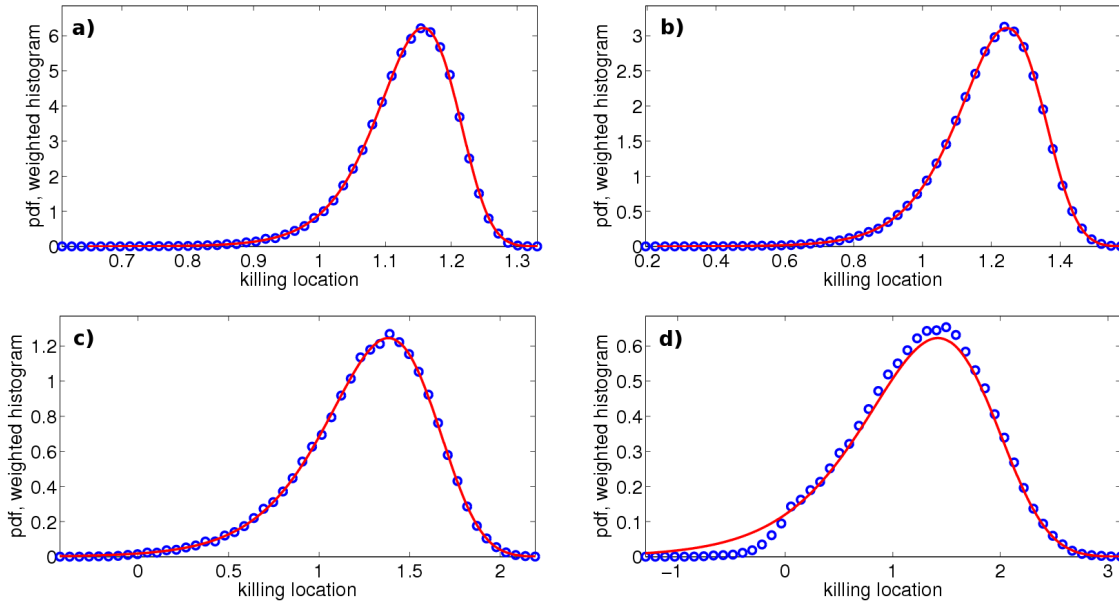 a)
pdf, weighted histogram
6
5
4
3
2
1
0
0.7 0.8 0.9 1 1.1 1.2 1.3
killing location
b)
pdf, weighted histogram
3
2.5
2
1.5
1
0.5
0
0.2 0.4 0.6 0.8 1 1.2 1.4
killing location
c)
pdf, weighted histogram
1.2
1
0.8
0.6
0.4
0.2
0
0 0.5 1 1.5 2
killing location
d)
pdf, weighted histogram
0.6
0.5
0.4
0.3
0.2
0.1
0
−1 0 1 2 3
killing location